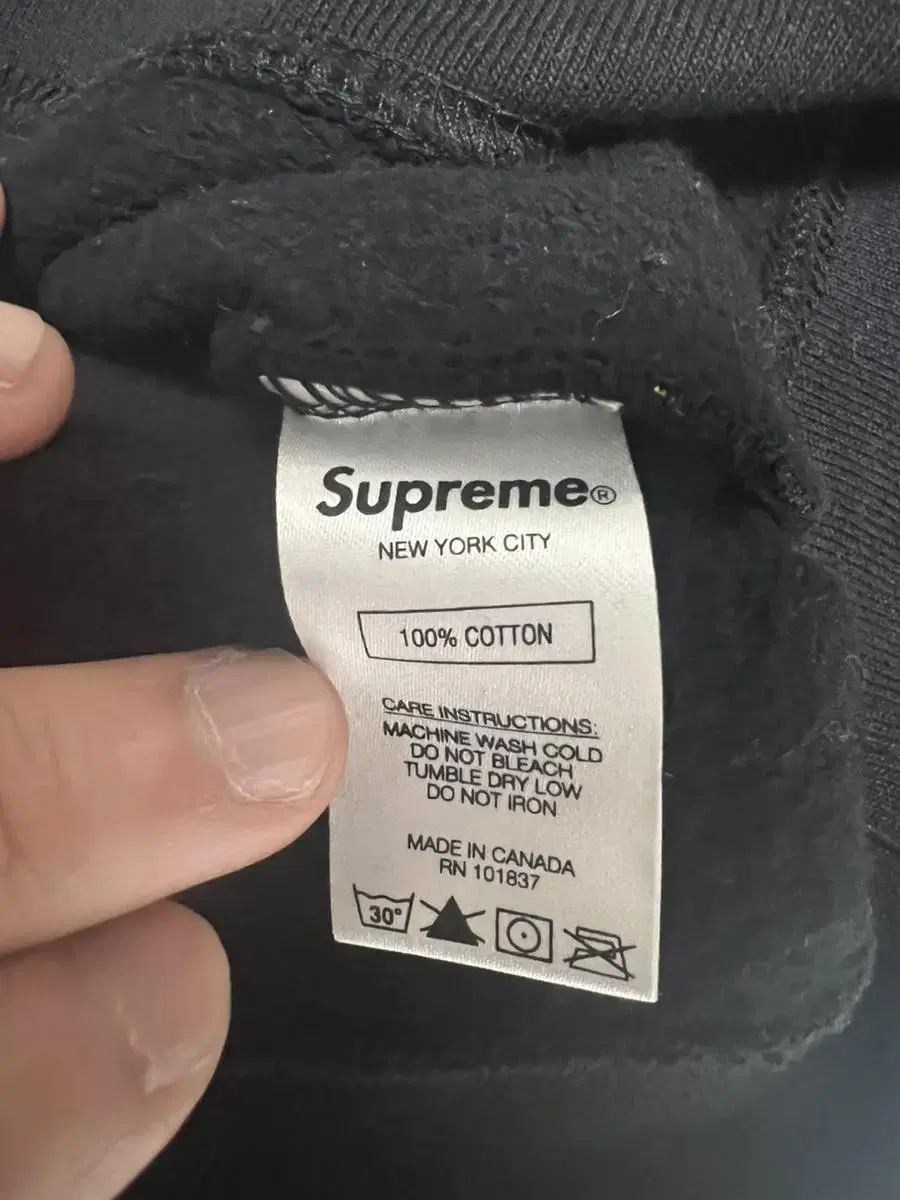 Supreme®
NEW YORK CITY
100% COTTON
CARE INSTRUCTIONS:
MACHINE WASH COLD
DO NOT BLEACH
TUMBLE DRY LOW
DO NOT IRON
MADE IN CANADA
RN 101837
30°